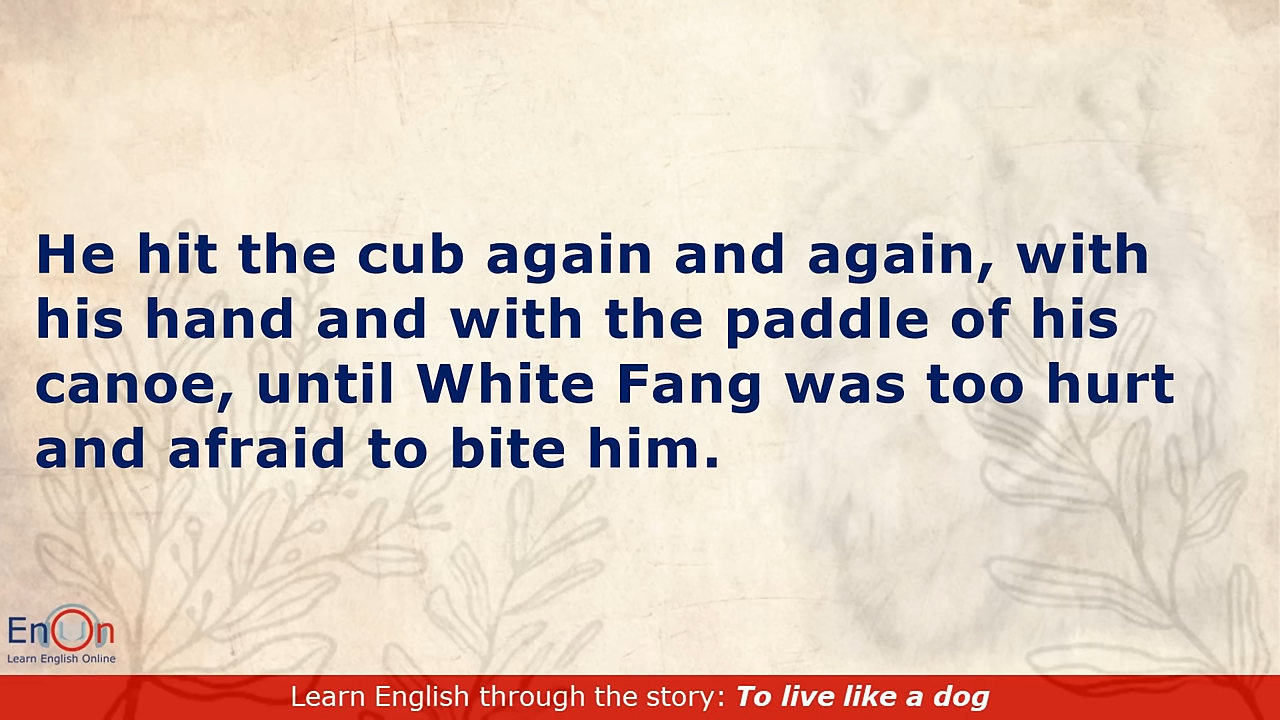 He hit the cub again and again, with
his hand and with the paddle of his
canoe, until White Fang was too hurt
and afraid to bite him.
EnOn
Learn English Online
Learn English through the story: To live like a dog